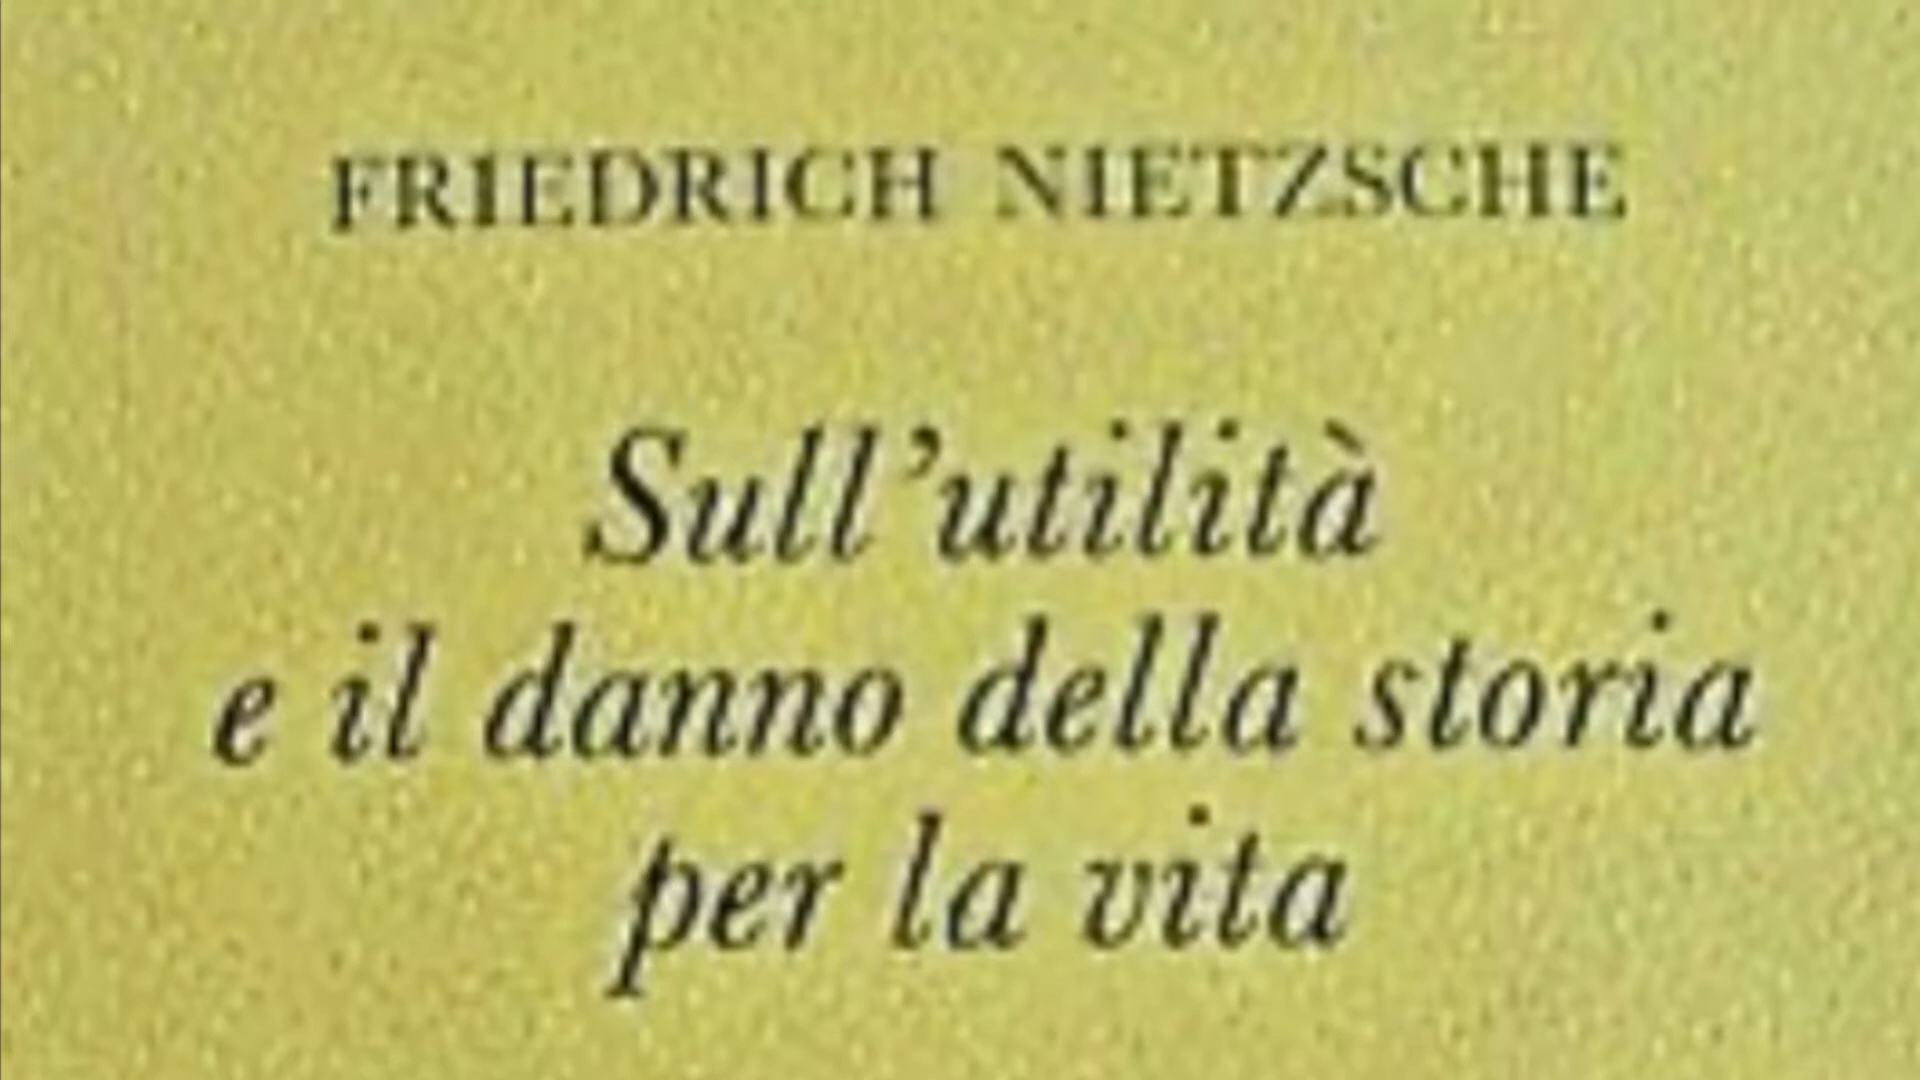 FRIEDRICH NIETZSCHE
Sull'utilità
e il danno della storia
per la vita